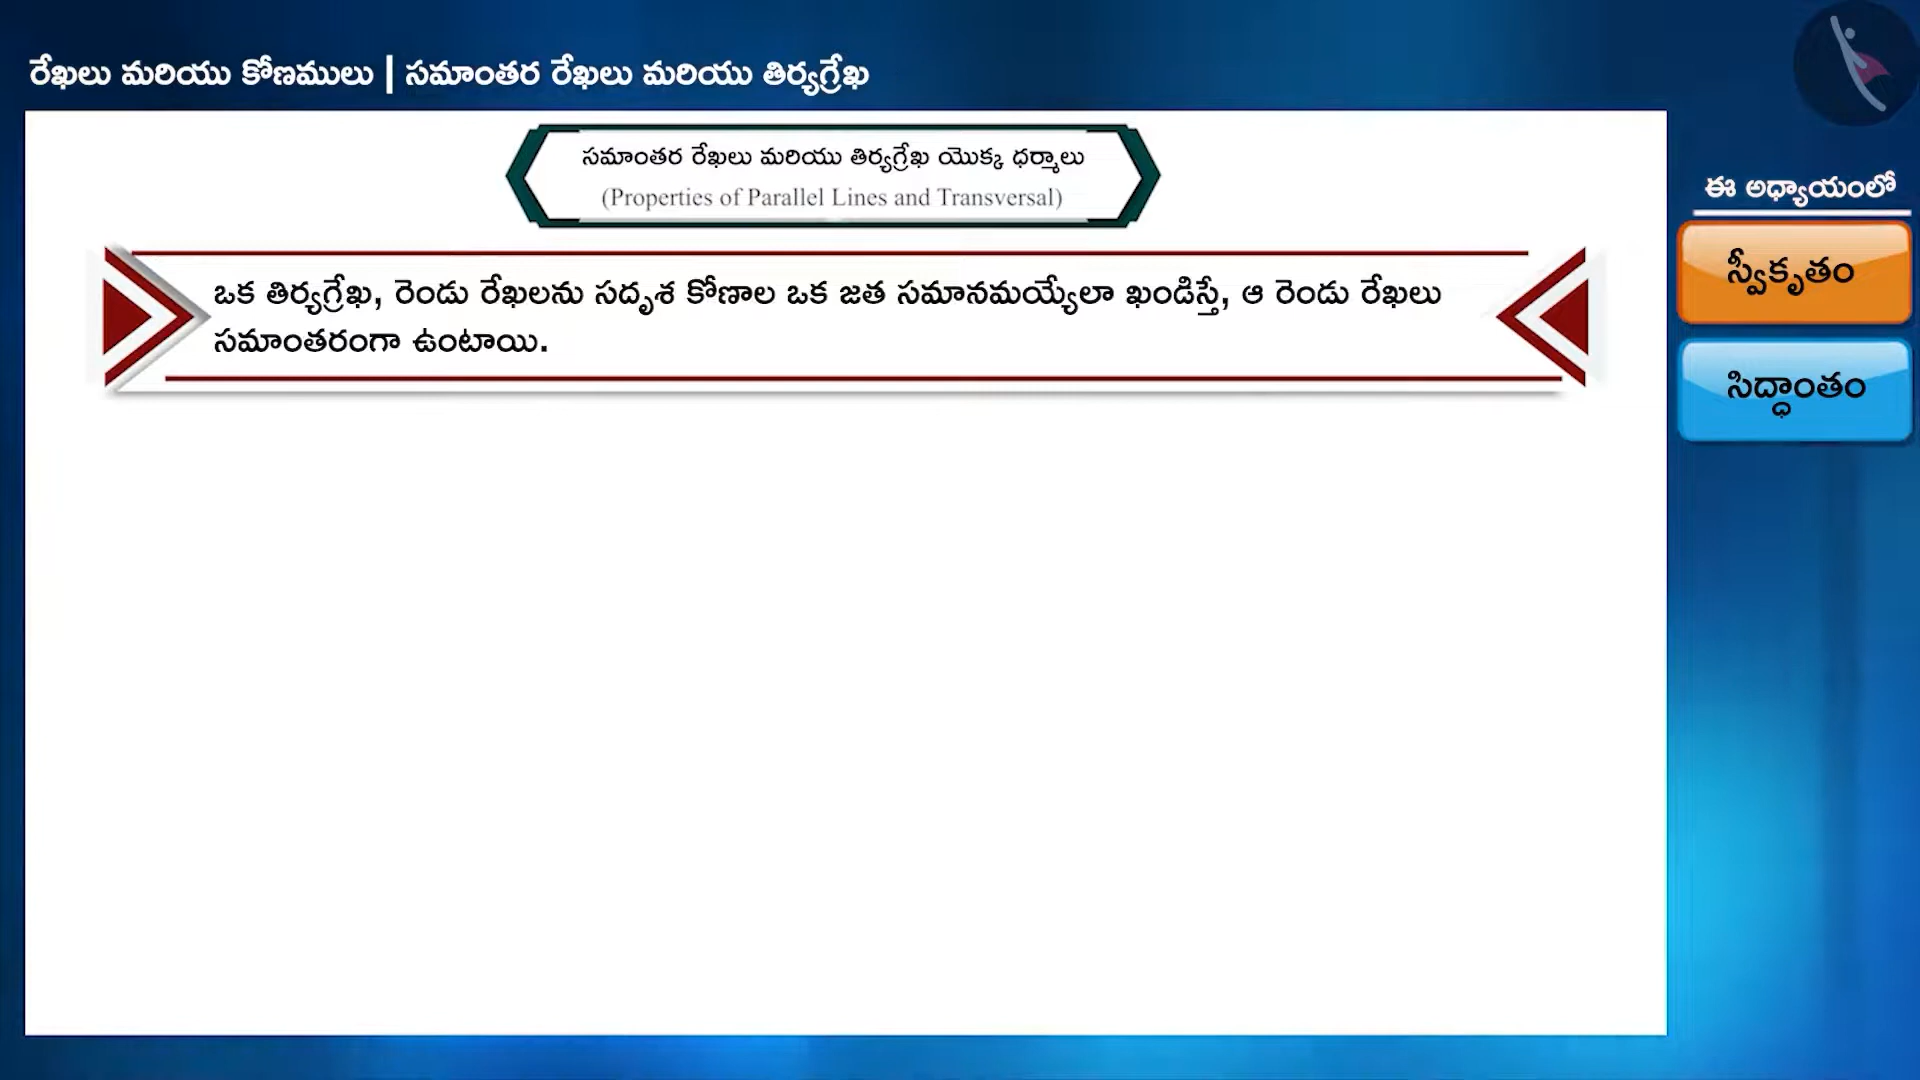 రేఖలు మరియు కోణములు | సమాంతర రేఖలు మరియు తిర్యగ్రేఖ
సమాంతర రేఖలు మరియు తిర్యగ్రేఖ యొక్క ధర్మాలు
(Properties of Parallel Lines and Transversal)
ఒక తిర్యగ్రేఖ, రెండు రేఖలను సదృశ కోణాల ఒక జత సమానమయ్యేలా ఖండిస్తే, ఆ రెండు రేఖలు
సమాంతరంగా ఉంటాయి.
ఈ అధ్యాయంలో
స్వీకృతం
సిద్ధాంతం